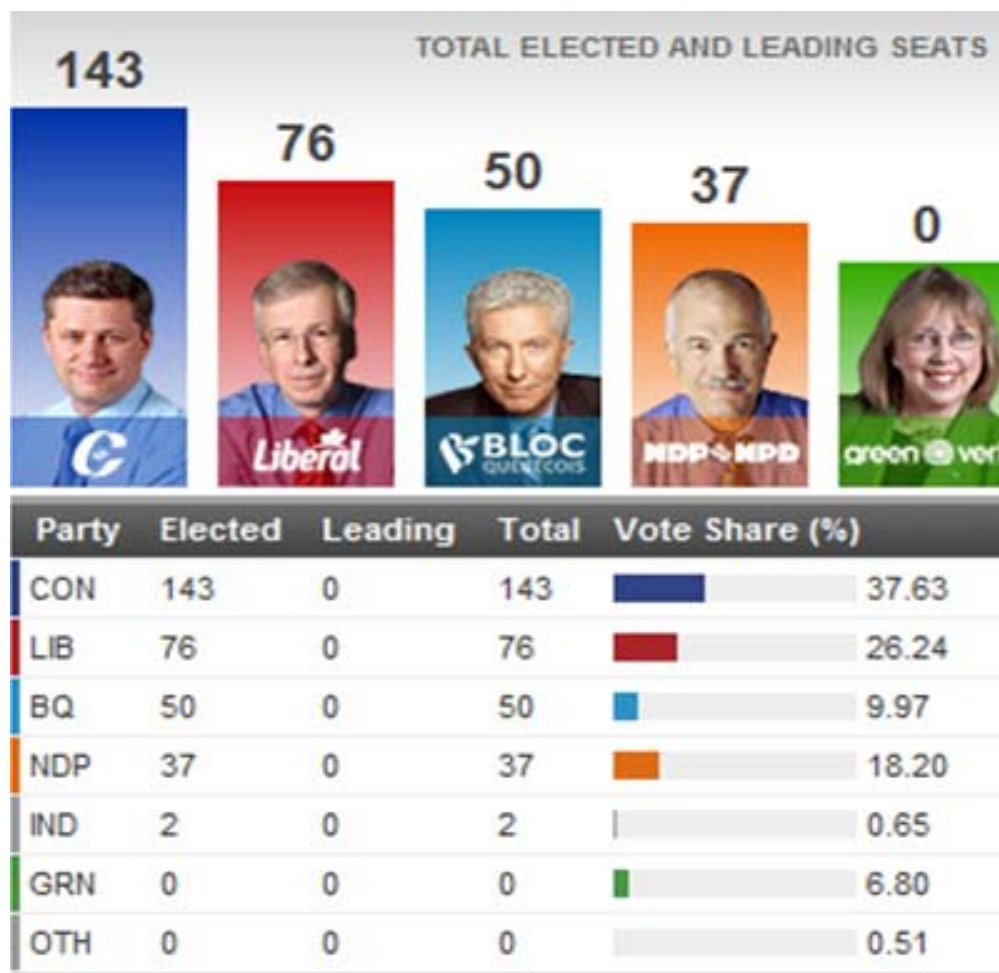 TOTAL ELECTED AND LEADING SEATS
143
76
50
37
0
C
Liberal
BLOC
QUÉBÉCOIS
NDP NPD
green ver
Party Elected Leading Total Vote Share (%)
CON 143 0 143 37.63
LIB 76 0 76 26.24
BQ 50 0 50 9.97
NDP 37 0 37 18.20
IND 2 0 2 0.65
GRN 0 0 0 6.80
OTH 0 0 0 0.51